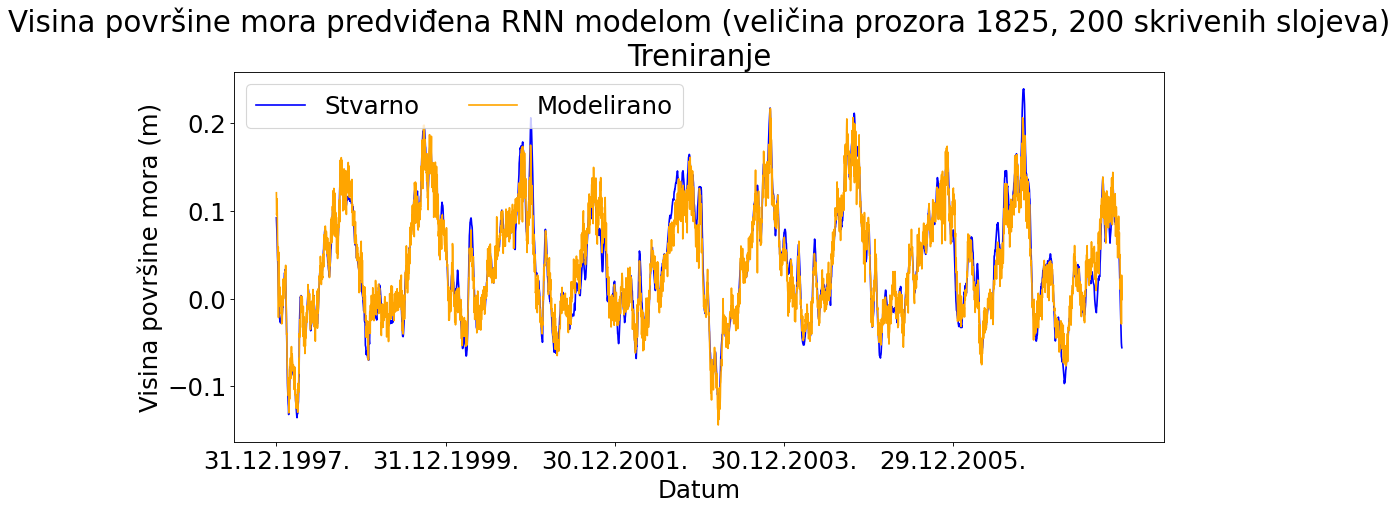 Visina površine mora predviđena RNN modelom (veličina prozora 1825, 200 skrivenih slojeva)
Treniranje
Stvarno Modelirano
Visina površine mora (m)
0.2
0.1
0.0
−0.1
31.12.1997. 31.12.1999. 30.12.2001. 30.12.2003. 29.12.2005.
Datum